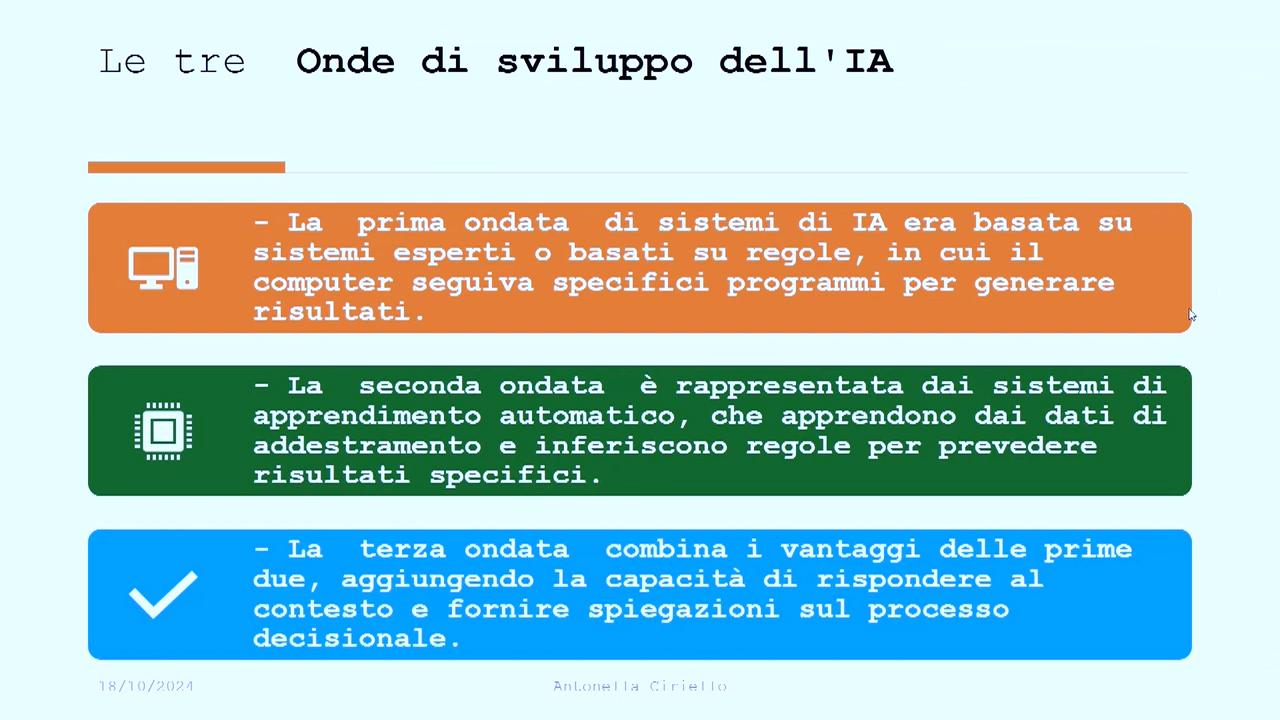 Le tre Onde di sviluppo dell'IA
- La prima ondata di sistemi di IA era basata su
sistemi esperti o basati su regole, in cui il
computer seguiva specifici programmi per generare
risultati.
- La seconda ondata è rappresentata dai sistemi di
apprendimento automatico, che apprendono dai dati di
addestramento e inferiscono regole per prevedere
risultati specifici.
- La terza ondata combina i vantaggi delle prime
due, aggiungendo la capacità di rispondere al
contesto e fornire spiegazioni sul processo
decisionale.
18/10/2024
Antonella Ciriello